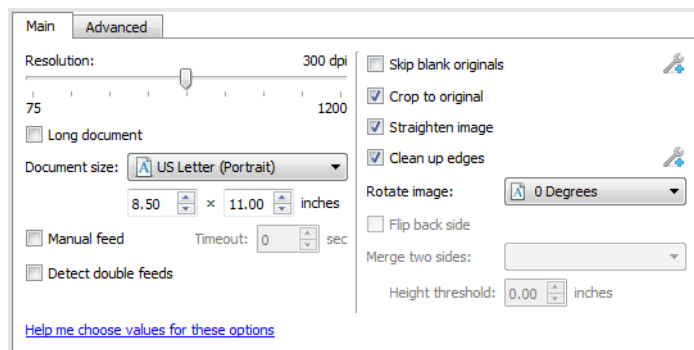 Main
Advanced
Resolution:
300 dpi
75
1200
Long document
Document size:
A US Letter (Portrait)
8.50 × 11.00 inches
Manual feed
Timeout: 0 sec
Detect double feeds
Help me choose values for these options
Skip blank originals
Crop to original
Straighten image
Clean up edges
Rotate image:
A 0 Degrees
Flip back side
Merge two sides:
Height threshold: 0.00 inches